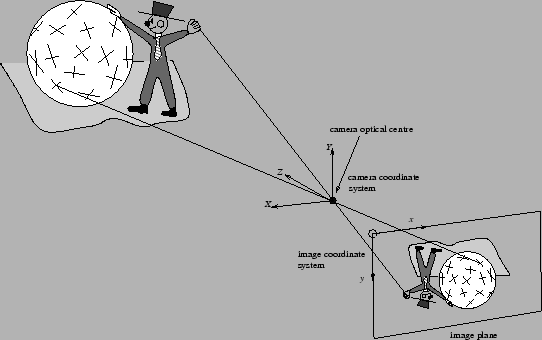 camera optical centre
Y
Z
camera coordinate
system
X
x
image coordinate
system
y
image plane